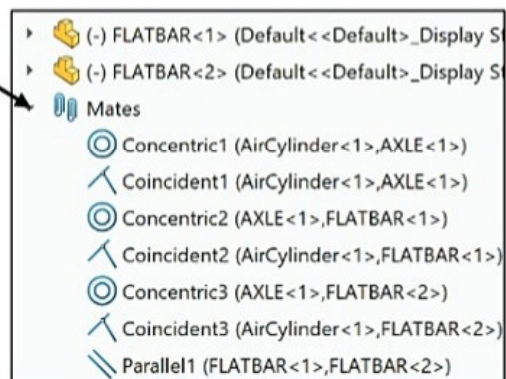 (-) FLATBAR<1> (Default<<Default>_Display St
(-) FLATBAR<2> (Default<<Default>_Display St
Mates
Concentric1 (AirCylinder<1>,AXLE<1>)
Coincident1 (AirCylinder<1>,AXLE<1>)
Concentric2 (AXLE<1>,FLATBAR<1>)
Coincident2 (AirCylinder<1>,FLATBAR<1>)
Concentric3 (AXLE<1>,FLATBAR<2>)
Coincident3 (AirCylinder<1>,FLATBAR<2>)
Parallel1 (FLATBAR<1>,FLATBAR<2>)